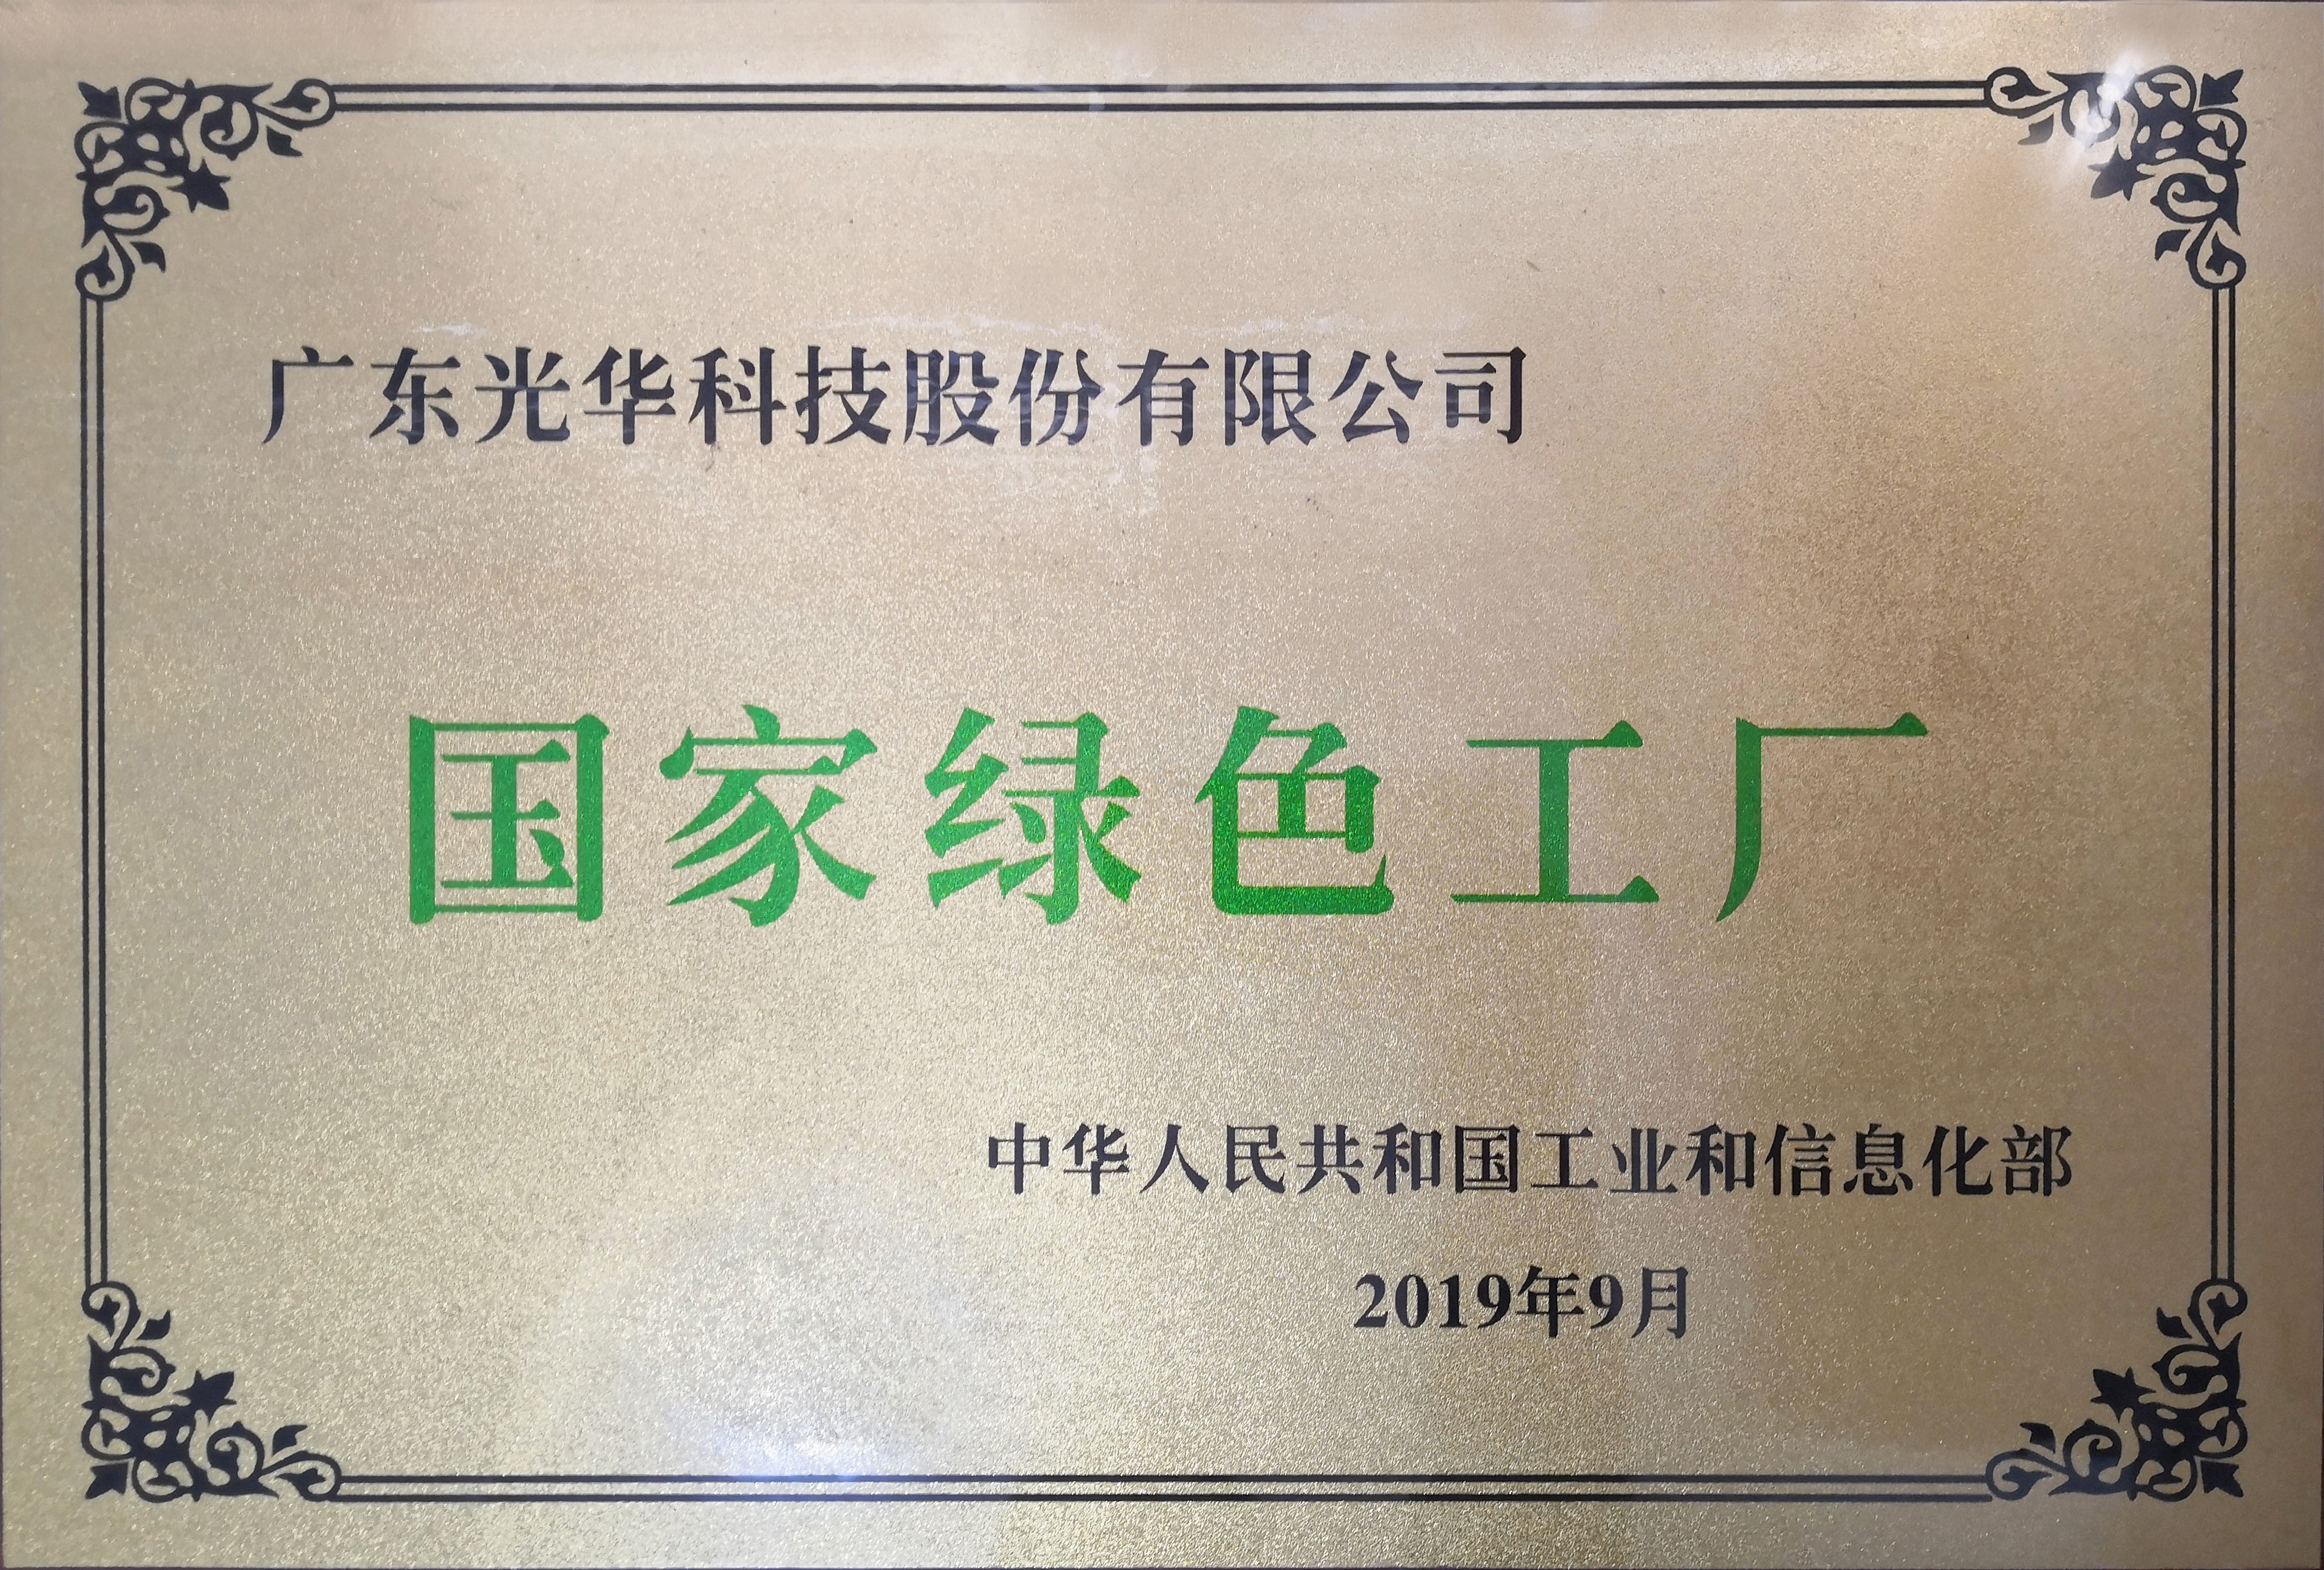 广东光华科技股份有限公司
国家绿色工厂
中华人民共和国工业和信息化部
2019年9月